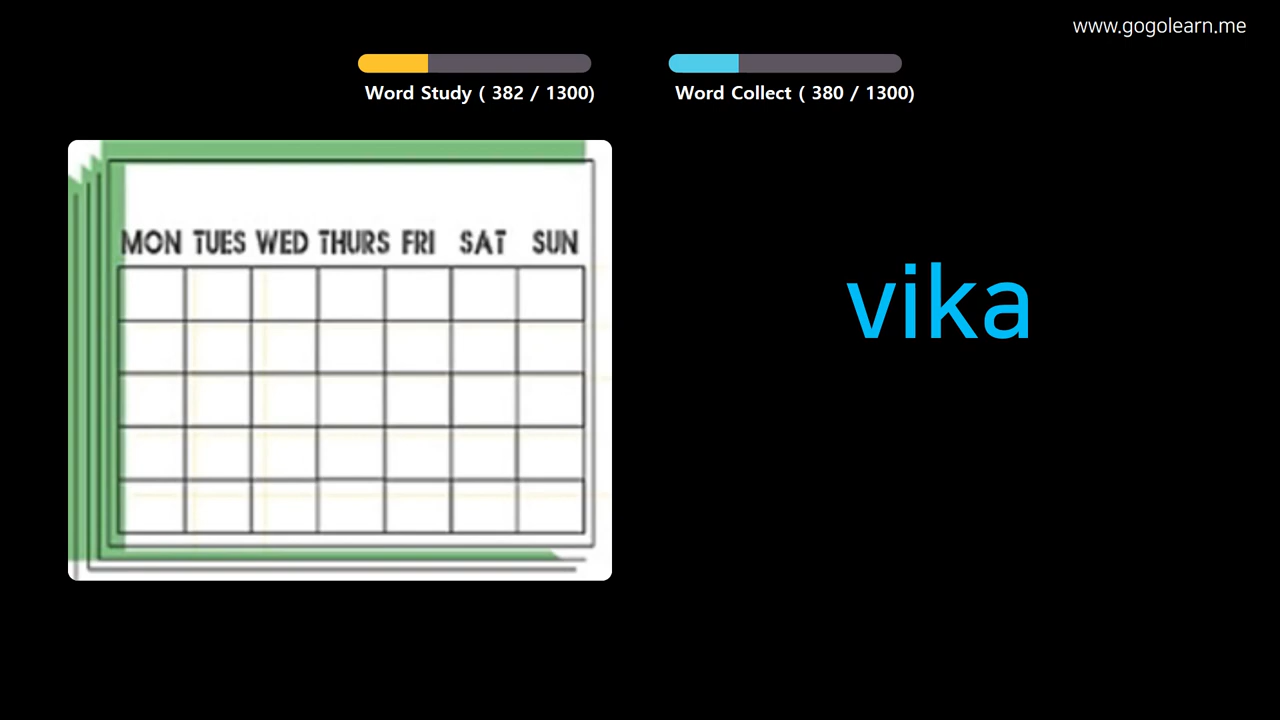 www.gogolearn.me
Word Study ( 382 / 1300) Word Collect ( 380 / 1300)
MON TUES WED THURS FRI SAT SUN
vika